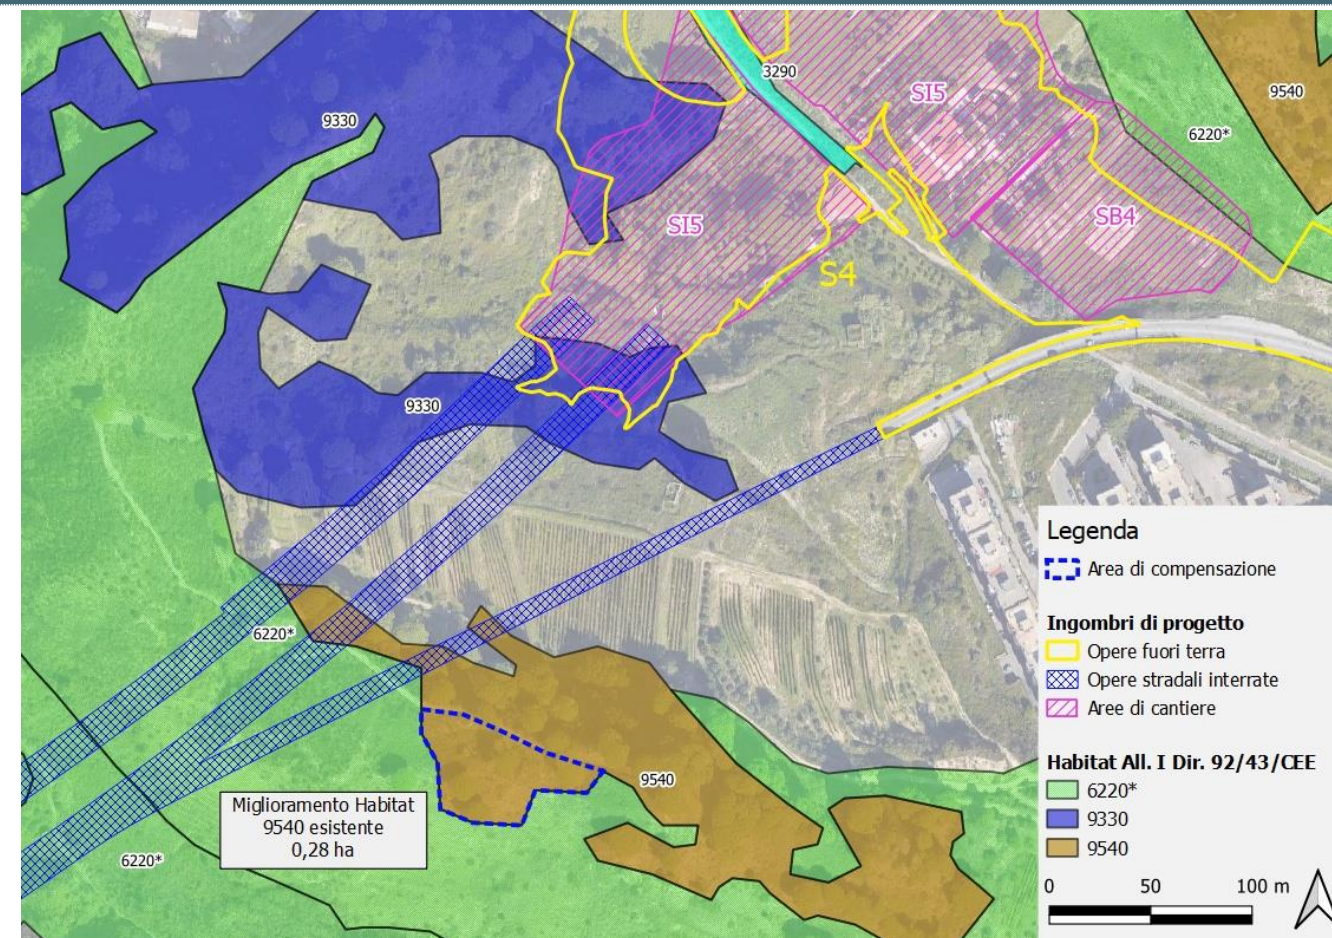 3290
SI5
9540
9330
6220*
SB4
SI5
S4
9330
6220*
9540
Miglioramento Habitat
9540 esistente
0,28 ha
6220*
Legenda
Area di compensazione
Ingombri di progetto
Opere fuori terra
Opere stradali interrate
Aree di cantiere
Habitat All. I Dir. 92/43/CEE
6220*
9330
9540
0 50 100 m